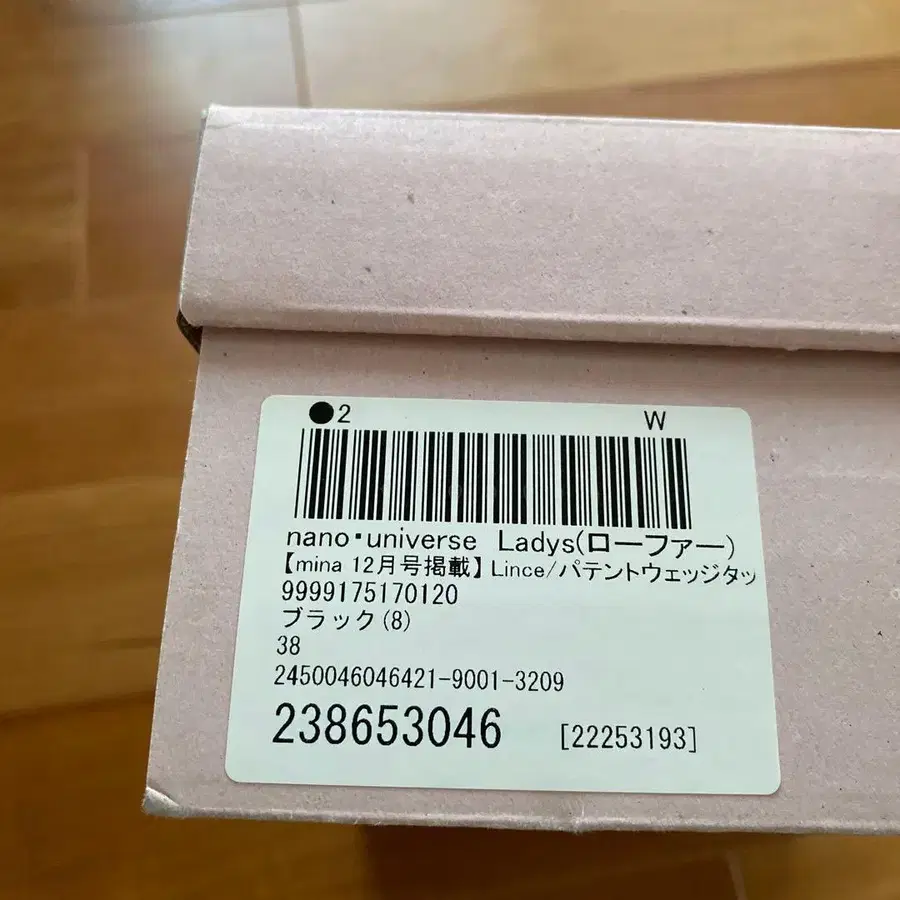 ●2 W
nano・universe Ladys(ローファー)
【mina 12月号掲載】Lince/パテントウェッジタッ
9999175170120
ブラック(8)
38
2450046046421-9001-3209
238653046 [22253193]